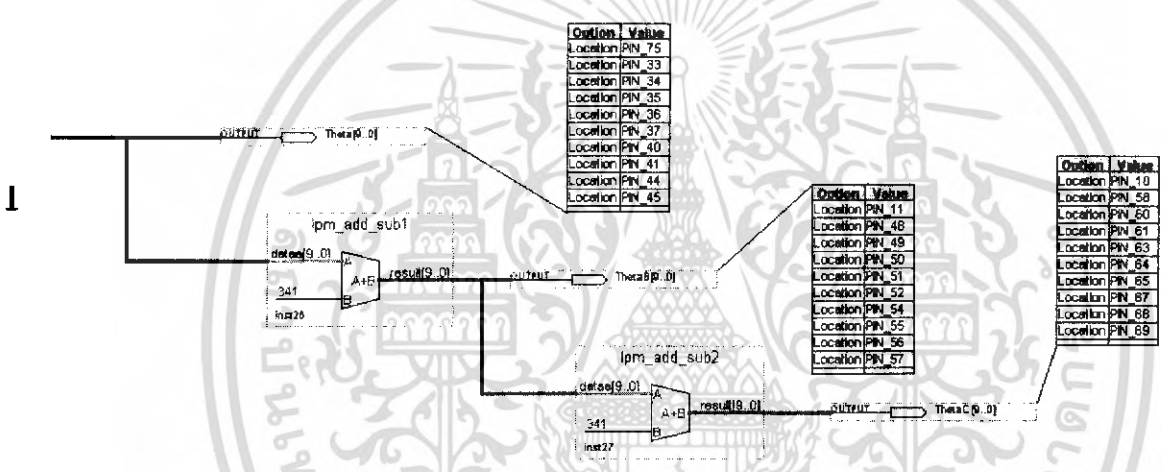 Option Value
Location PIN_75
Location PIN_33
Location PIN_34
Location PIN_35
Location PIN_36
Location PIN_37
Location PIN_40
Location PIN_41
Location PIN_44
Location PIN_45
OUTPUT Theta[9..0]
1
Option Value
Location PIN_11
Location PIN_48
Location PIN_49
Location PIN_50
Location PIN_51
Location PIN_52
Location PIN_54
Location PIN_55
Location PIN_56
Location PIN_57
Option Value
Location PIN_10
Location PIN_58
Location PIN_60
Location PIN_61
Location PIN_63
Location PIN_64
Location PIN_65
Location PIN_67
Location PIN_68
Location PIN_69
lpm_add_sub1
dataa[9..0] A
A+B result[9..0]
341 B
inst26
OUTPUT ThetaB[9..0]
lpm_add_sub2
dataa[9..0] A
A+B result[9..0]
341 B
inst27
OUTPUT ThetaC[9..0]